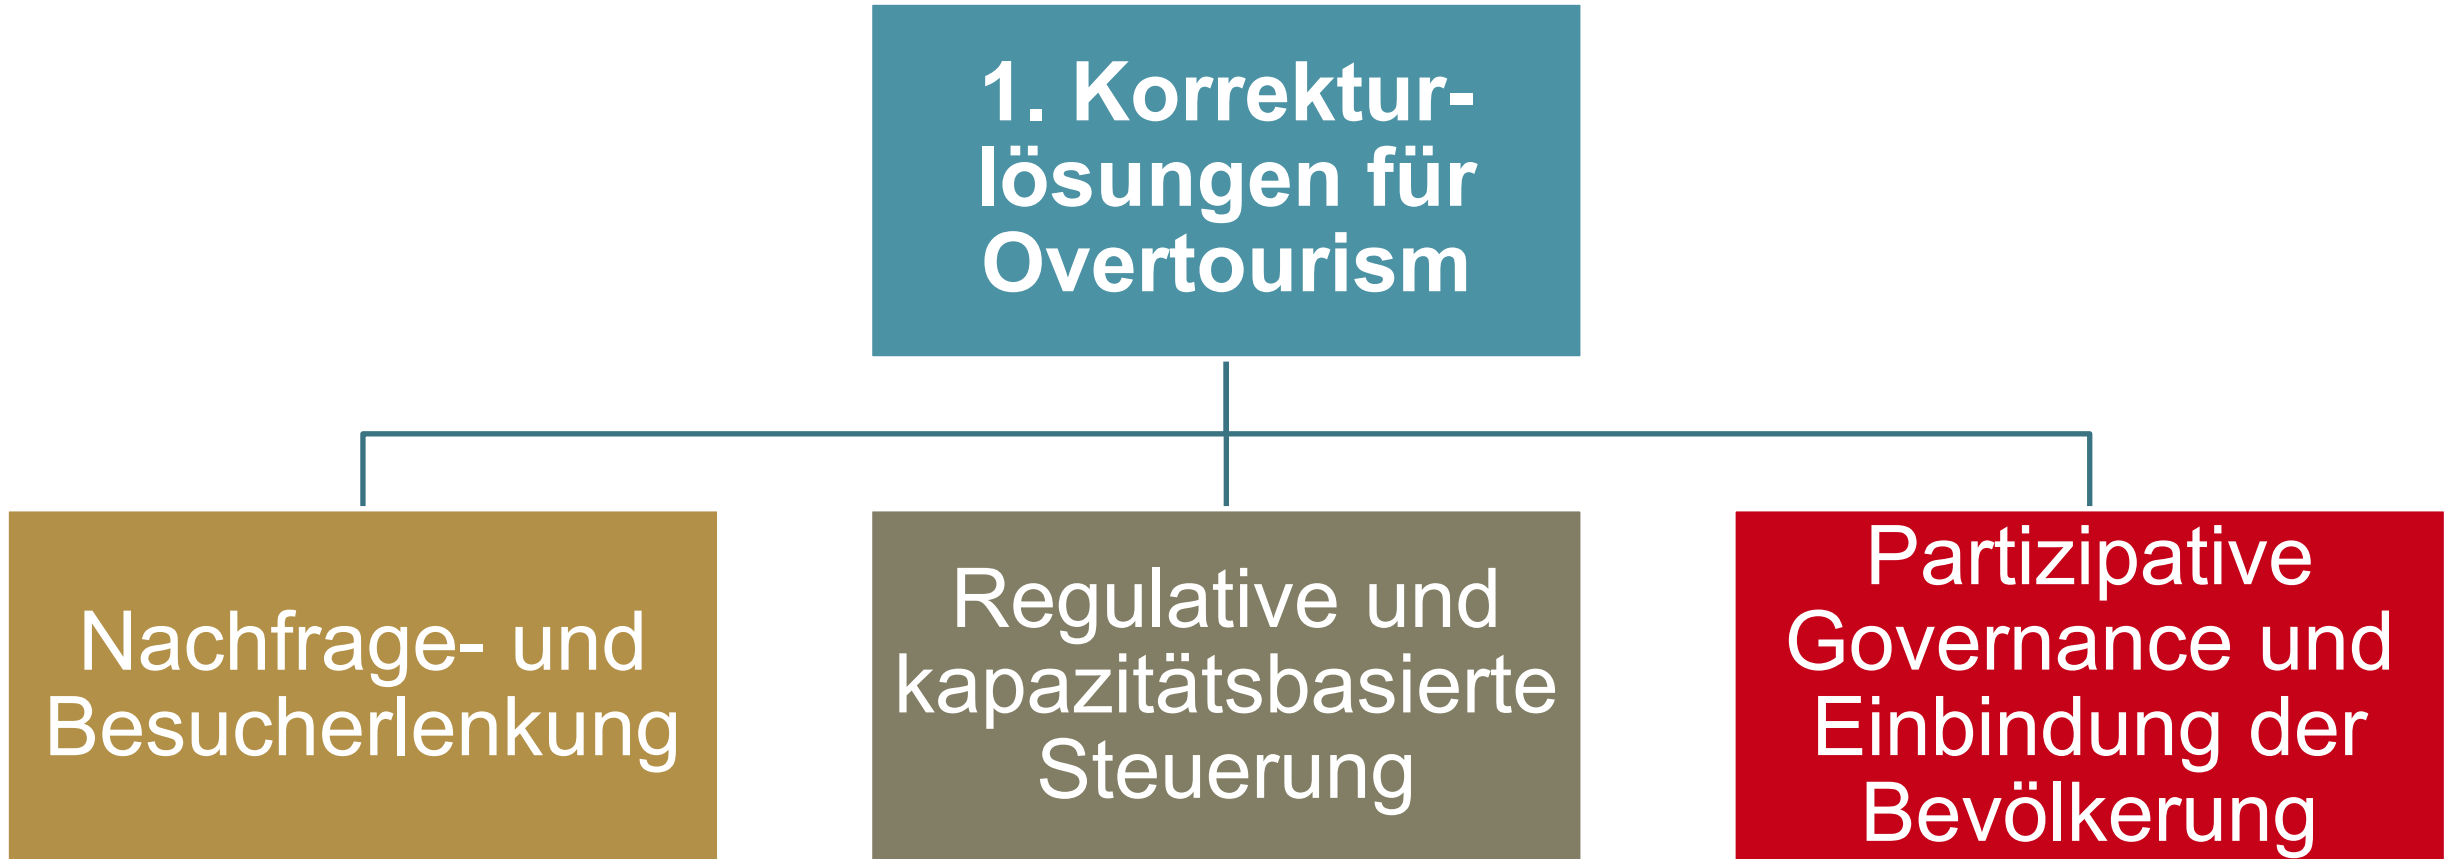 1. Korrektur-
lösungen für
Overtourism
Nachfrage- und
Besucherlenkung
Regulative und
kapazitätsbasierte
Steuerung
Partizipative
Governance und
Einbindung der
Bevölkerung